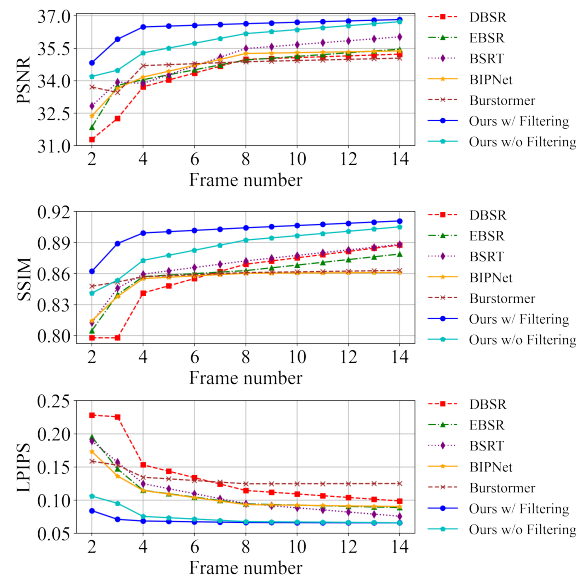 37.0
35.5
34.0
32.5
31.0
PSNR
2 4 6 8 10 12 14
Frame number
DBSR
EBSR
BSRT
BIPNet
Burstormer
Ours w/ Filtering
Ours w/o Filtering
0.92
0.89
0.86
0.83
0.80
SSIM
2 4 6 8 10 12 14
Frame number
DBSR
EBSR
BSRT
BIPNet
Burstormer
Ours w/ Filtering
Ours w/o Filtering
0.25
0.20
0.15
0.10
0.05
LPIPS
2 4 6 8 10 12 14
Frame number
DBSR
EBSR
BSRT
BIPNet
Burstormer
Ours w/ Filtering
Ours w/o Filtering